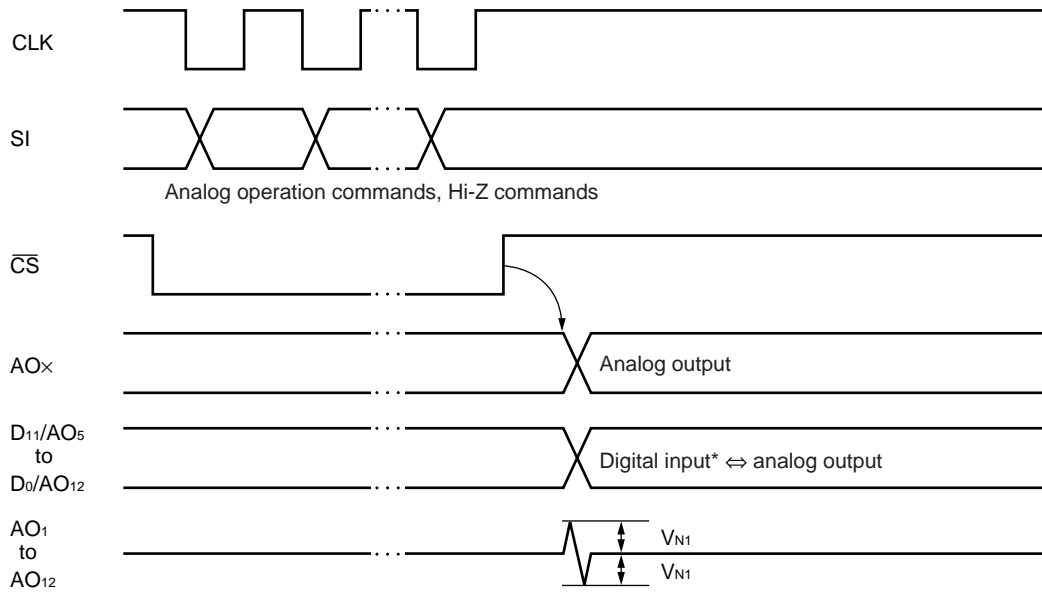 CLK
SI
Analog operation commands, Hi-Z commands
CS
AO×
Analog output
D11/AO5
to
D0/AO12
Digital input* ⇔ analog output
AO1
to
AO12
VN1
VN1